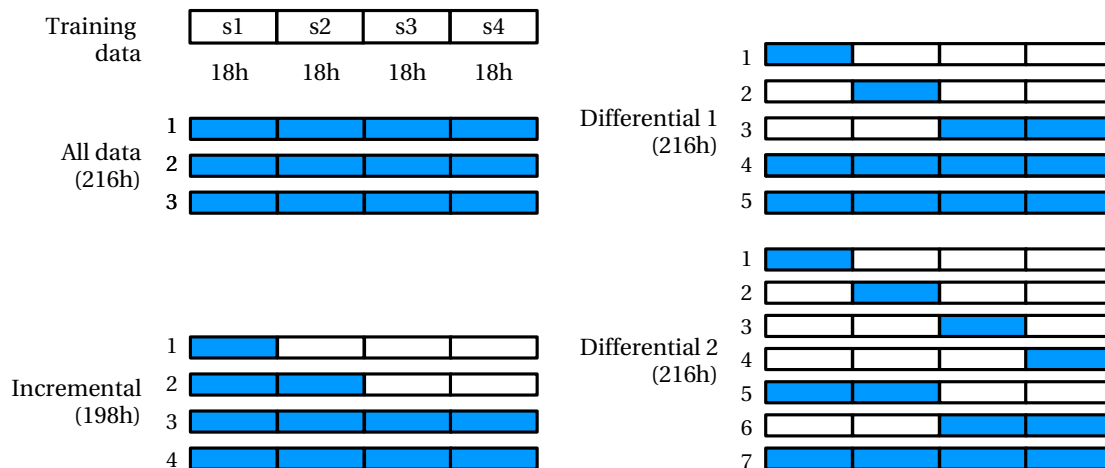 Training
data
s1 s2 s3 s4
18h 18h 18h 18h
All data
(216h)
1
2
3
Incremental
(198h)
1
2
3
4
Differential 1
(216h)
1
2
3
4
5
Differential 2
(216h)
1
2
3
4
5
6
7